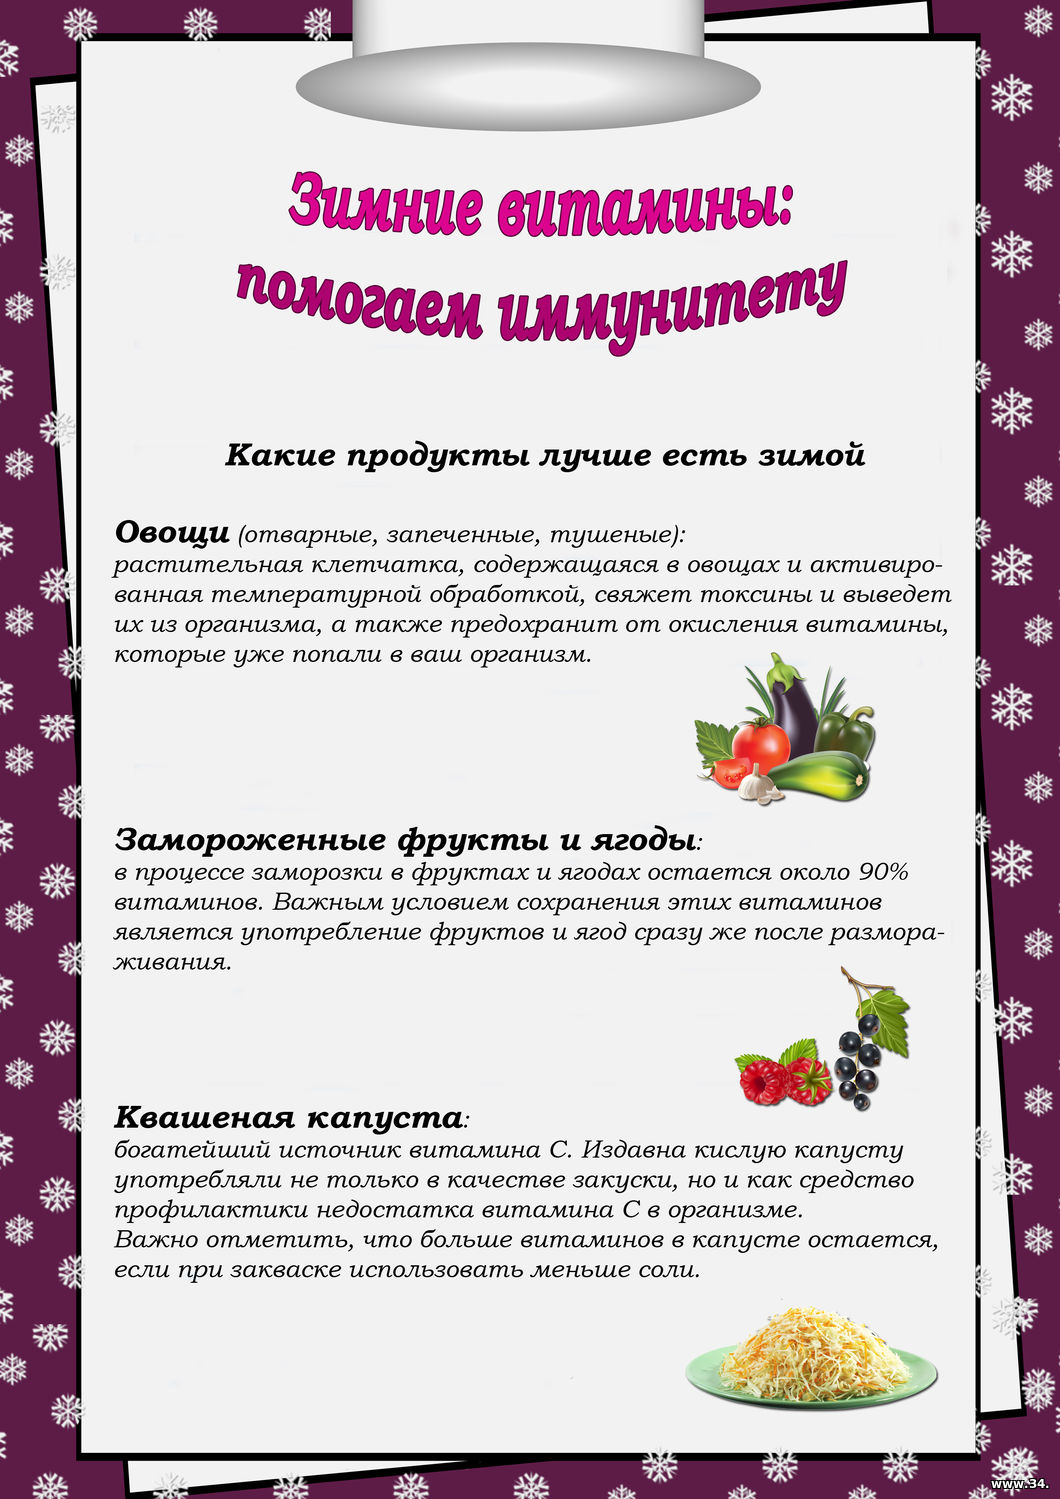 Зимние витамины:
помогаем иммунитету
Какие продукты лучше есть зимой
Овощи (отварные, запеченные, тушеные):
растительная клетчатка, содержащаяся в овощах и активиро-
ванная температурной обработкой, свяжет токсины и выведет
их из организма, а также предохранит от окисления витамины,
которые уже попали в ваш организм.
Замороженные фрукты и ягоды:
в процессе заморозки в фруктах и ягодах остается около 90%
витаминов. Важным условием сохранения этих витаминов
является употребление фруктов и ягод сразу же после размора-
живания.
Квашеная капуста:
богатейший источник витамина С. Издавна кислую капусту
употребляли не только в качестве закуски, но и как средство
профилактики недостатка витамина С в организме.
Важно отметить, что больше витаминов в капусте остается,
если при закваске использовать меньше соли.
www.34.